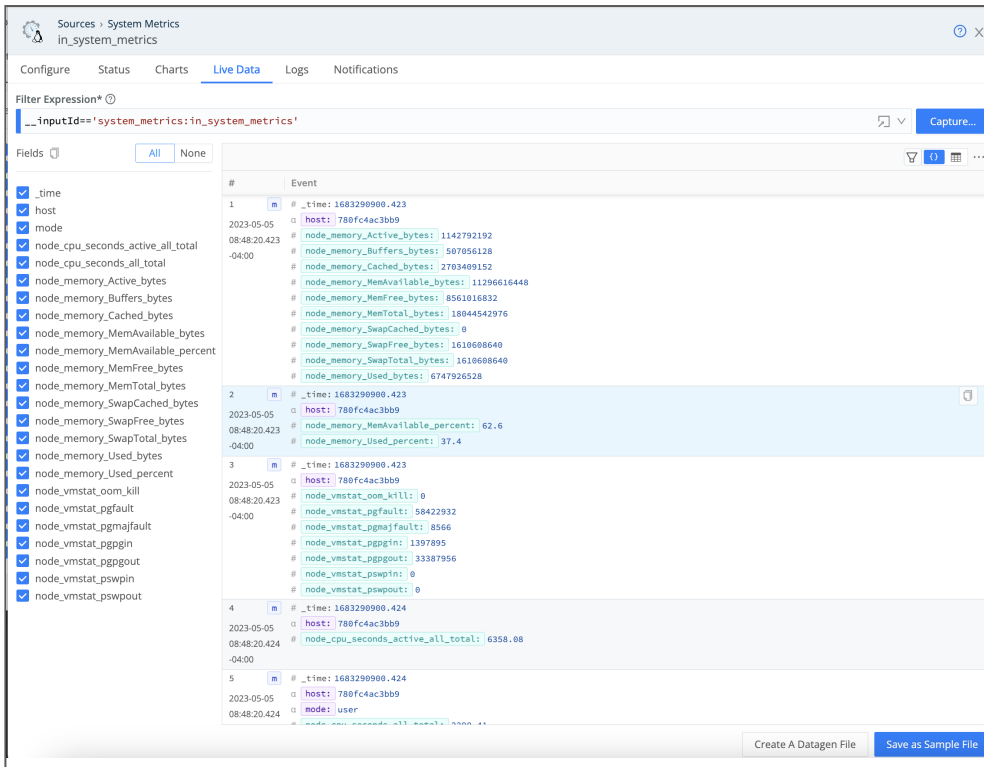 Sources › System Metrics
in_system_metrics
Configure Status Charts Live Data Logs Notifications
Filter Expression*
__inputId=='system_metrics:in_system_metrics'
Capture...
Fields All None
_time
host
mode
node_cpu_seconds_active_all_total
node_cpu_seconds_all_total
node_memory_Active_bytes
node_memory_Buffers_bytes
node_memory_Cached_bytes
node_memory_MemAvailable_bytes
node_memory_MemAvailable_percent
node_memory_MemFree_bytes
node_memory_MemTotal_bytes
node_memory_SwapCached_bytes
node_memory_SwapFree_bytes
node_memory_SwapTotal_bytes
node_memory_Used_bytes
node_memory_Used_percent
node_vmstat_oom_kill
node_vmstat_pgfault
node_vmstat_pgmajfault
node_vmstat_pgpgin
node_vmstat_pgpgout
node_vmstat_pswpin
node_vmstat_pswpout
# Event
1 m
2023-05-05
08:48:20.423
-04:00
# _time: 1683290900.423
α host: 780fc4ac3bb9
# node_memory_Active_bytes: 1142792192
# node_memory_Buffers_bytes: 507056128
# node_memory_Cached_bytes: 2703409152
# node_memory_MemAvailable_bytes: 11296616448
# node_memory_MemFree_bytes: 8561016832
# node_memory_MemTotal_bytes: 18044542976
# node_memory_SwapCached_bytes: 0
# node_memory_SwapFree_bytes: 1610608640
# node_memory_SwapTotal_bytes: 1610608640
# node_memory_Used_bytes: 6747926528
2 m
2023-05-05
08:48:20.423
-04:00
# _time: 1683290900.423
α host: 780fc4ac3bb9
# node_memory_MemAvailable_percent: 62.6
# node_memory_Used_percent: 37.4
3 m
2023-05-05
08:48:20.423
-04:00
# _time: 1683290900.423
α host: 780fc4ac3bb9
# node_vmstat_oom_kill: 0
# node_vmstat_pgfault: 58422932
# node_vmstat_pgmajfault: 8566
# node_vmstat_pgpgin: 1397895
# node_vmstat_pgpgout: 33387956
# node_vmstat_pswpin: 0
# node_vmstat_pswpout: 0
4 m
2023-05-05
08:48:20.424
-04:00
# _time: 1683290900.424
α host: 780fc4ac3bb9
# node_cpu_seconds_active_all_total: 6358.08
5 m
2023-05-05
08:48:20.424
# _time: 1683290900.424
α host: 780fc4ac3bb9
α mode: user
Create A Datagen File
Save as Sample File